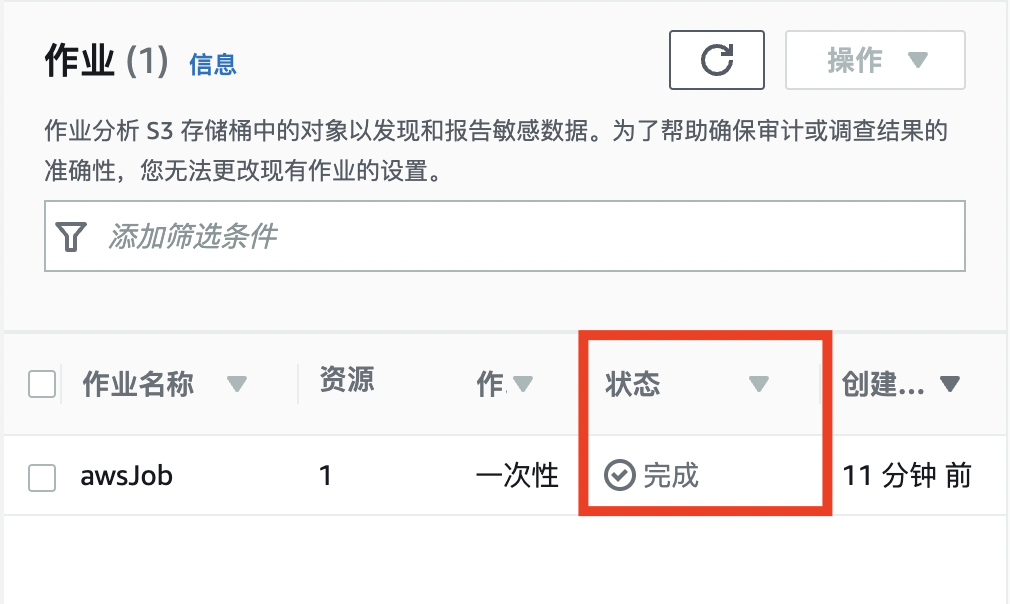 作业 (1) 信息
操作
作业分析 S3 存储桶中的对象以发现和报告敏感数据。为了帮助确保审计或调查结果的
准确性，您无法更改现有作业的设置。
添加筛选条件
作业名称 资源 作. 状态 创建...
awsJob 1 一次性 完成 11 分钟 前